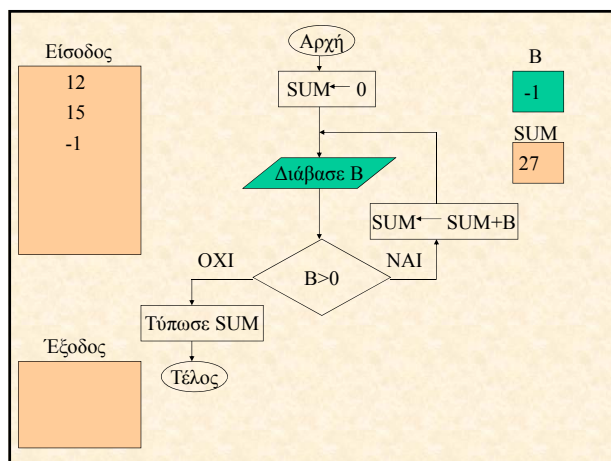 Είσοδος
12
15
-1
Αρχή
SUM← 0
Διάβασε B
B>0
ΟΧΙ
ΝΑΙ
SUM← SUM+B
Τύπωσε SUM
Τέλος
B
-1
SUM
27
Έξοδος